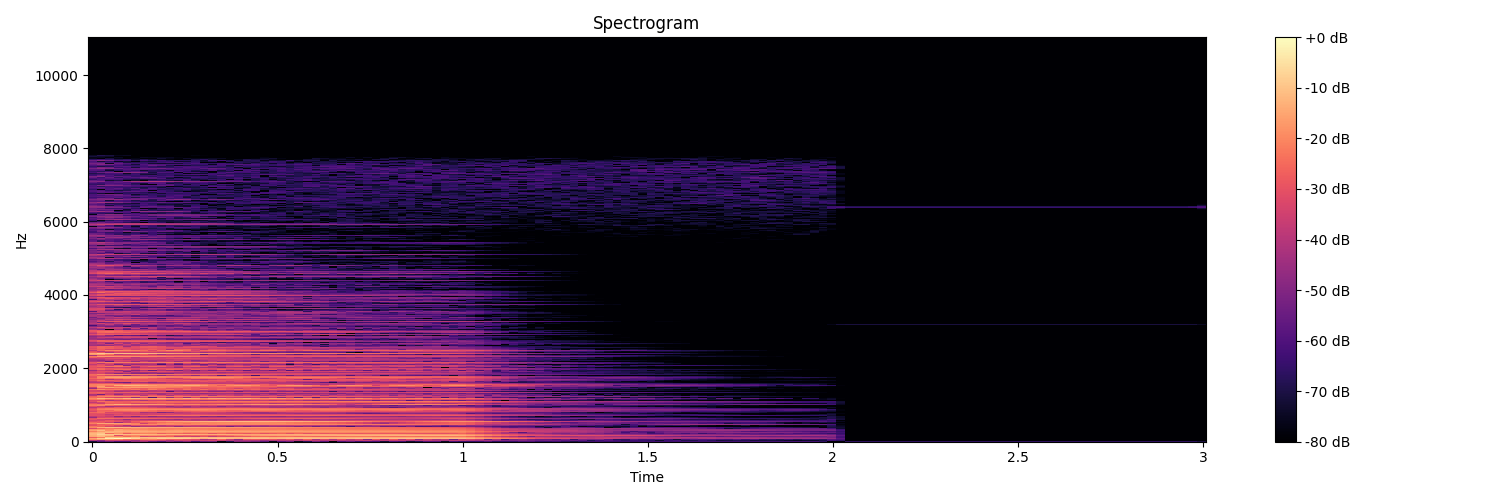 Spectrogram
+0 dB
10000
-10 dB
8000
-20 dB
-30 dB
Hz
6000
-40 dB
4000
-50 dB
-60 dB
2000
-70 dB
0
-80 dB
0 0.5 1 1.5 2 2.5 3
Time